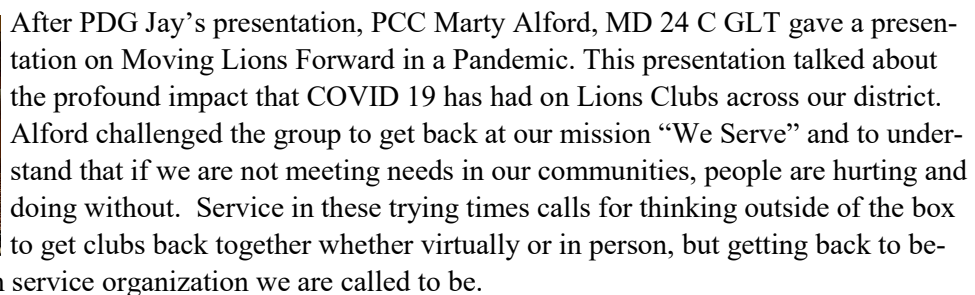 After PDG Jay’s presentation, PCC Marty Alford, MD 24 C GLT gave a presen-
tation on Moving Lions Forward in a Pandemic. This presentation talked about
the profound impact that COVID 19 has had on Lions Clubs across our district.
Alford challenged the group to get back at our mission “We Serve” and to under-
stand that if we are not meeting needs in our communities, people are hurting and
doing without.  Service in these trying times calls for thinking outside of the box
to get clubs back together whether virtually or in person, but getting back to be-
service organization we are called to be.